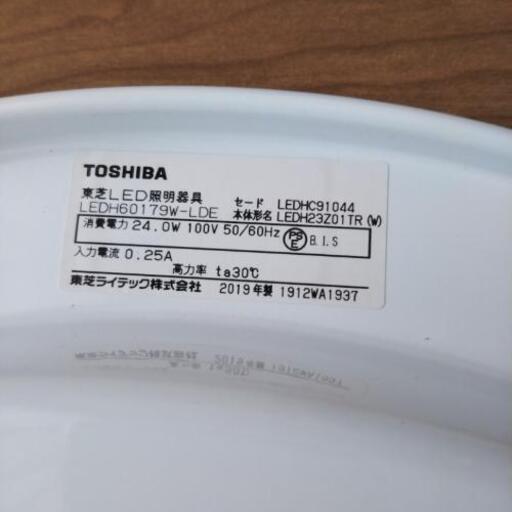 TOSHIBA
東芝LED照明器具 セード LEDHC91044
LEDH60179W-LDE 本体形名 LEDH23Z01TR(W)
消費電力 24.0W 100V 50/60Hz PSE B.I.S
入力電流 0.25A
高力率 ta30℃
東芝ライテック株式会社 2019年製 1912WA1937